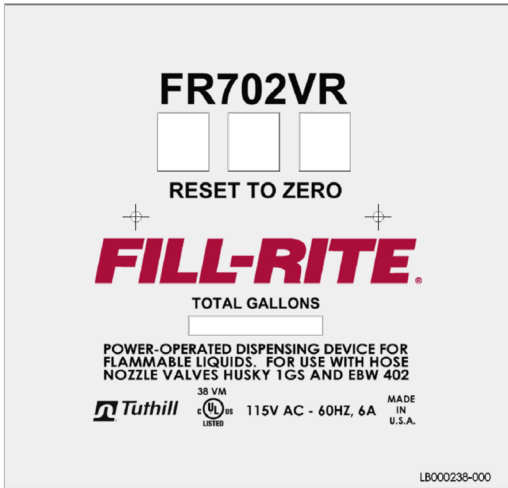 FR702VR
RESET TO ZERO
FILL-RITE®
TOTAL GALLONS
POWER-OPERATED DISPENSING DEVICE FOR
FLAMMABLE LIQUIDS. FOR USE WITH HOSE
NOZZLE VALVES HUSKY 1GS AND EBW 402
Tuthill
38 VM
C UL US
LISTED
115V AC - 60HZ, 6A
MADE
IN
U.S.A.
LB000238-000